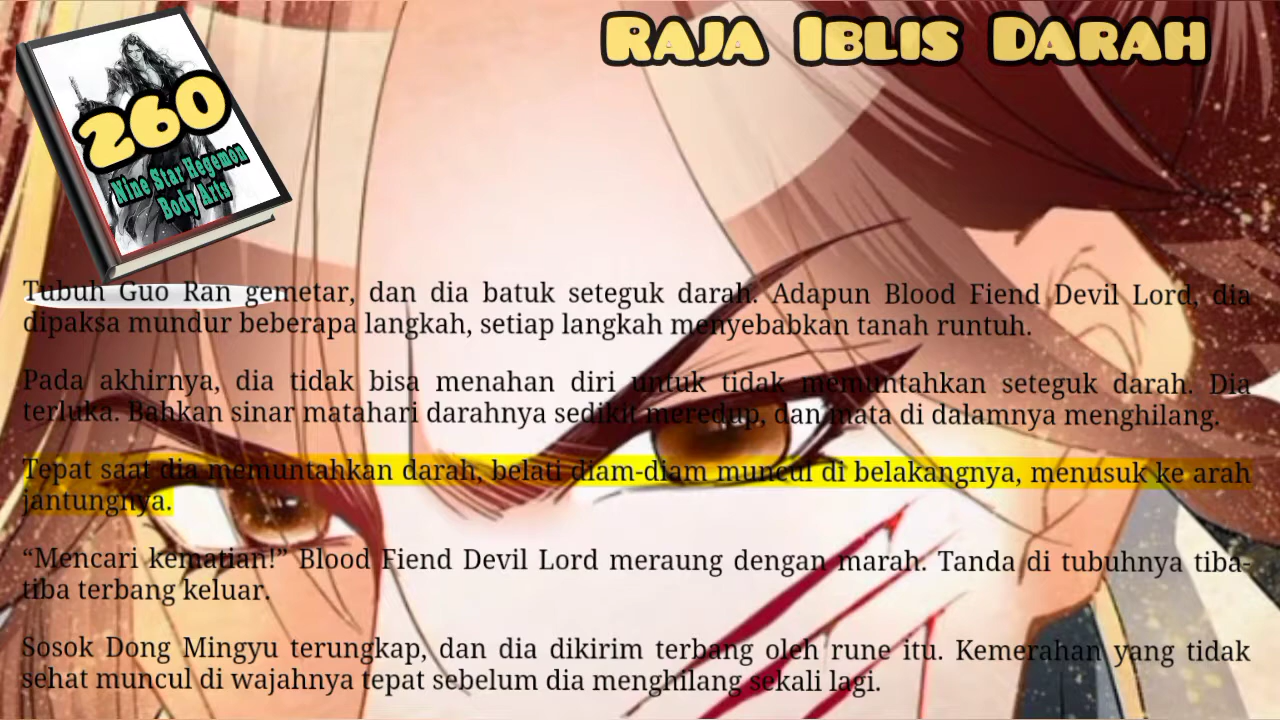 Raja Iblis Darah
260
Nine Star Hegemon
Body Arts
Tubuh Guo Ran gemetar, dan dia batuk seteguk darah. Adapun Blood Fiend Devil Lord, dia
dipaksa mundur beberapa langkah, setiap langkah menyebabkan tanah runtuh.
Pada akhirnya, dia tidak bisa menahan diri untuk tidak memuntahkan seteguk darah. Dia
terluka. Bahkan sinar matahari darahnya sedikit meredup, dan mata di dalamnya menghilang.
Tepat saat dia memuntahkan darah, belati diam-diam muncul di belakangnya, menusuk ke arah
jantungnya.
“Mencari kematian!” Blood Fiend Devil Lord meraung dengan marah. Tanda di tubuhnya tiba-
tiba terbang keluar.
Sosok Dong Mingyu terungkap, dan dia dikirim terbang oleh rune itu. Kemerahan yang tidak
sehat muncul di wajahnya tepat sebelum dia menghilang sekali lagi.